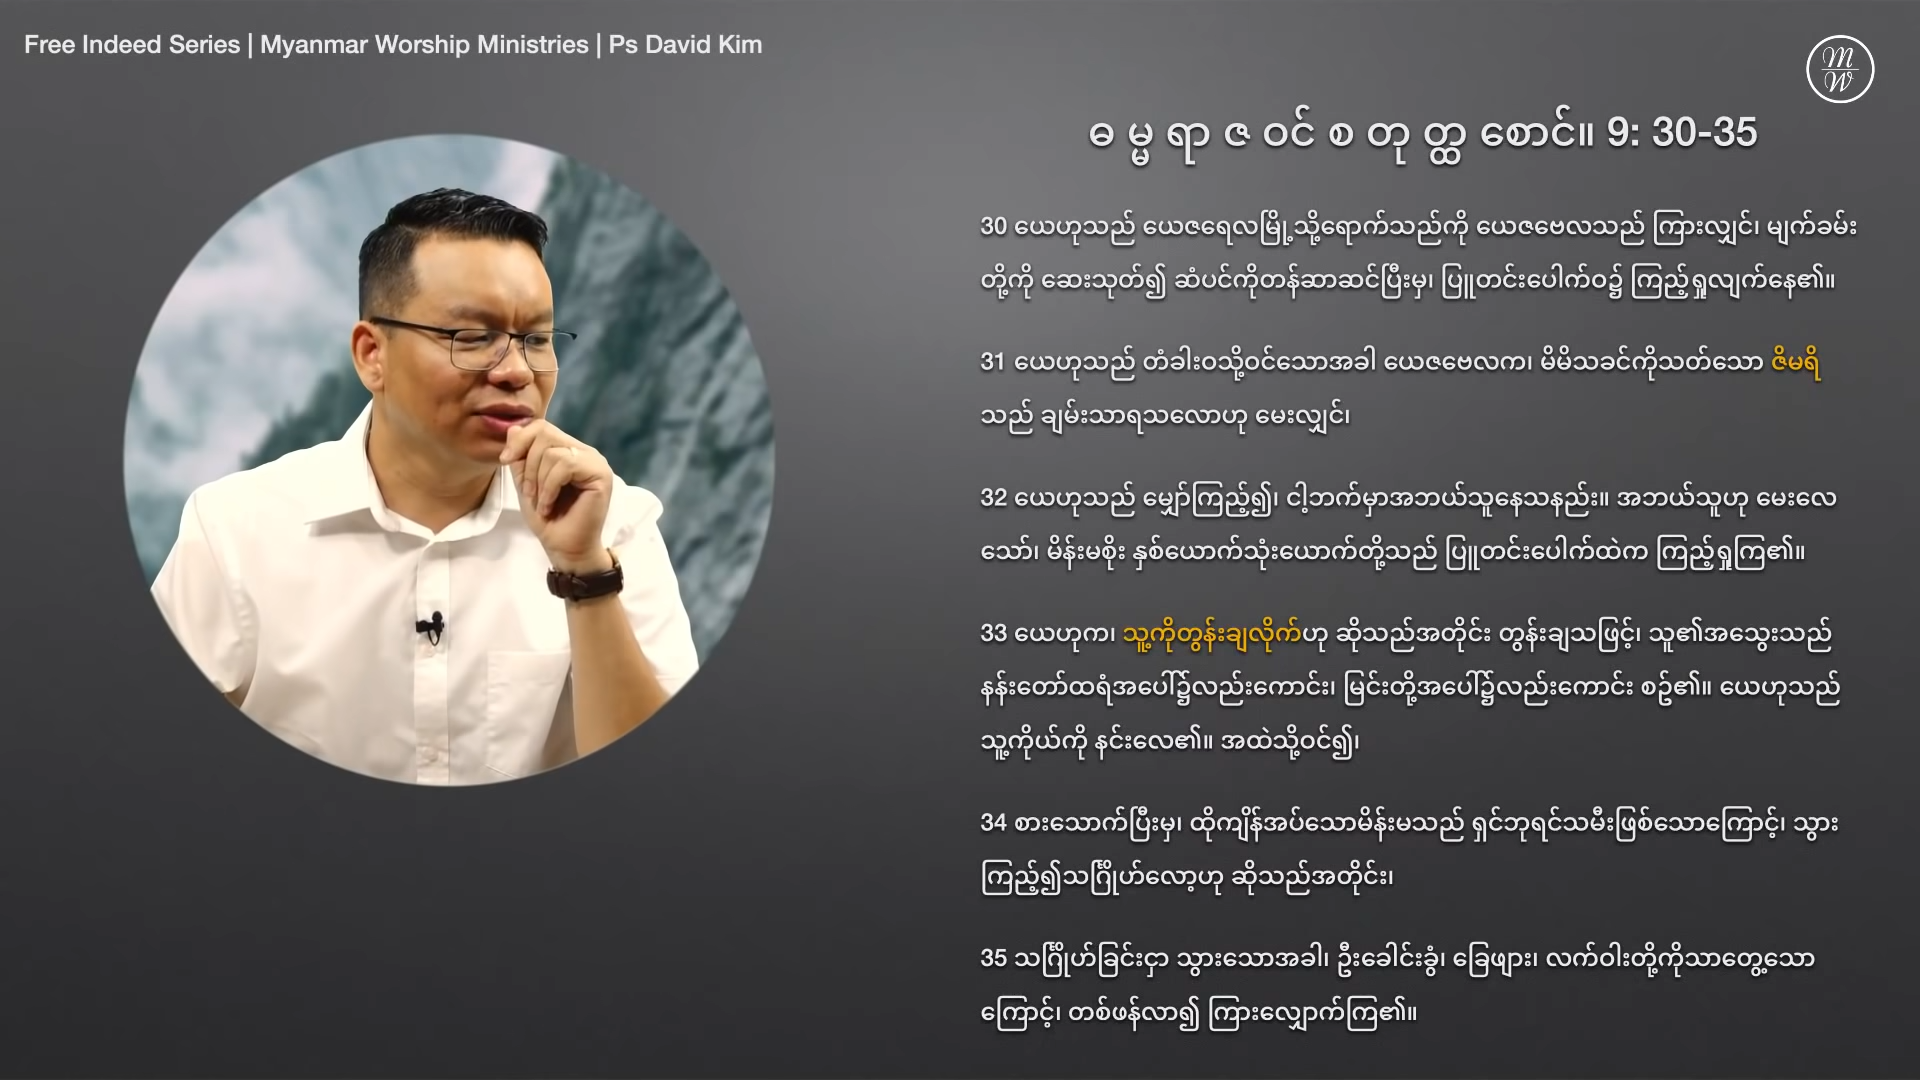 Free Indeed Series | Myanmar Worship Ministries | Ps David Kim
M
W
ဓ မ္မ ရာ ဇ ဝင် စ တု တ္ထ စောင်။ 9: 30-35
30 ယေဟုသည် ယေဇရေလမြို့သို့ရောက်သည်ကို ယေဇဗေလသည် ကြားလျှင်၊ မျက်ခမ်း
တို့ကို ဆေးသုတ်၍ ဆံပင်ကိုတန်ဆာဆင်ပြီးမှ၊ ပြူတင်းပေါက်ဝ၌ ကြည့်ရှုလျက်နေ၏။
31 ယေဟုသည် တံခါးဝသို့ဝင်သောအခါ ယေဇဗေလက၊ မိမိသခင်ကိုသတ်သော ဇိမရိ
သည် ချမ်းသာရသလောဟု မေးလျှင်၊
32 ယေဟုသည် မျှော်ကြည့်၍၊ ငါ့ဘက်မှာအဘယ်သူနေသနည်း။ အဘယ်သူဟု မေးလေ
သော်၊ မိန်းမစိုး နှစ်ယောက်သုံးယောက်တို့သည် ပြူတင်းပေါက်ထဲက ကြည့်ရှုကြ၏။
33 ယေဟုက၊ သူ့ကိုတွန်းချလိုက်ဟု ဆိုသည်အတိုင်း တွန်းချသဖြင့်၊ သူ၏အသွေးသည်
နန်းတော်ထရံအပေါ်၌လည်းကောင်း၊ မြင်းတို့အပေါ်၌လည်းကောင်း စဉ်၏။ ယေဟုသည်
သူ့ကိုယ်ကို နင်းလေ၏။ အထဲသို့ဝင်၍၊
34 စားသောက်ပြီးမှ၊ ထိုကျိန်အပ်သောမိန်းမသည် ရှင်ဘုရင်သမီးဖြစ်သောကြောင့်၊ သွား
ကြည့်၍သင်္ဂြိုဟ်လော့ဟု ဆိုသည်အတိုင်း၊
35 သင်္ဂြိုဟ်ခြင်းငှာ သွားသောအခါ၊ ဦးခေါင်းခွံ၊ ခြေဖျား၊ လက်ဝါးတို့ကိုသာတွေ့သော
ကြောင့်၊ တစ်ဖန်လာ၍ ကြားလျှောက်ကြ၏။